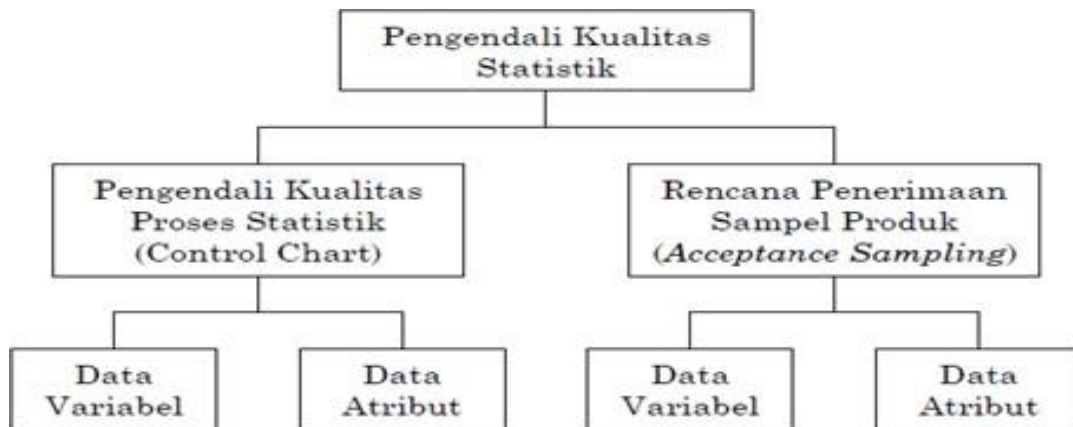 Pengendali Kualitas
Statistik
Pengendali Kualitas
Proses Statistik
(Control Chart)
Rencana Penerimaan
Sampel Produk
(Acceptance Sampling)
Data
Variabel
Data
Atribut
Data
Variabel
Data
Atribut